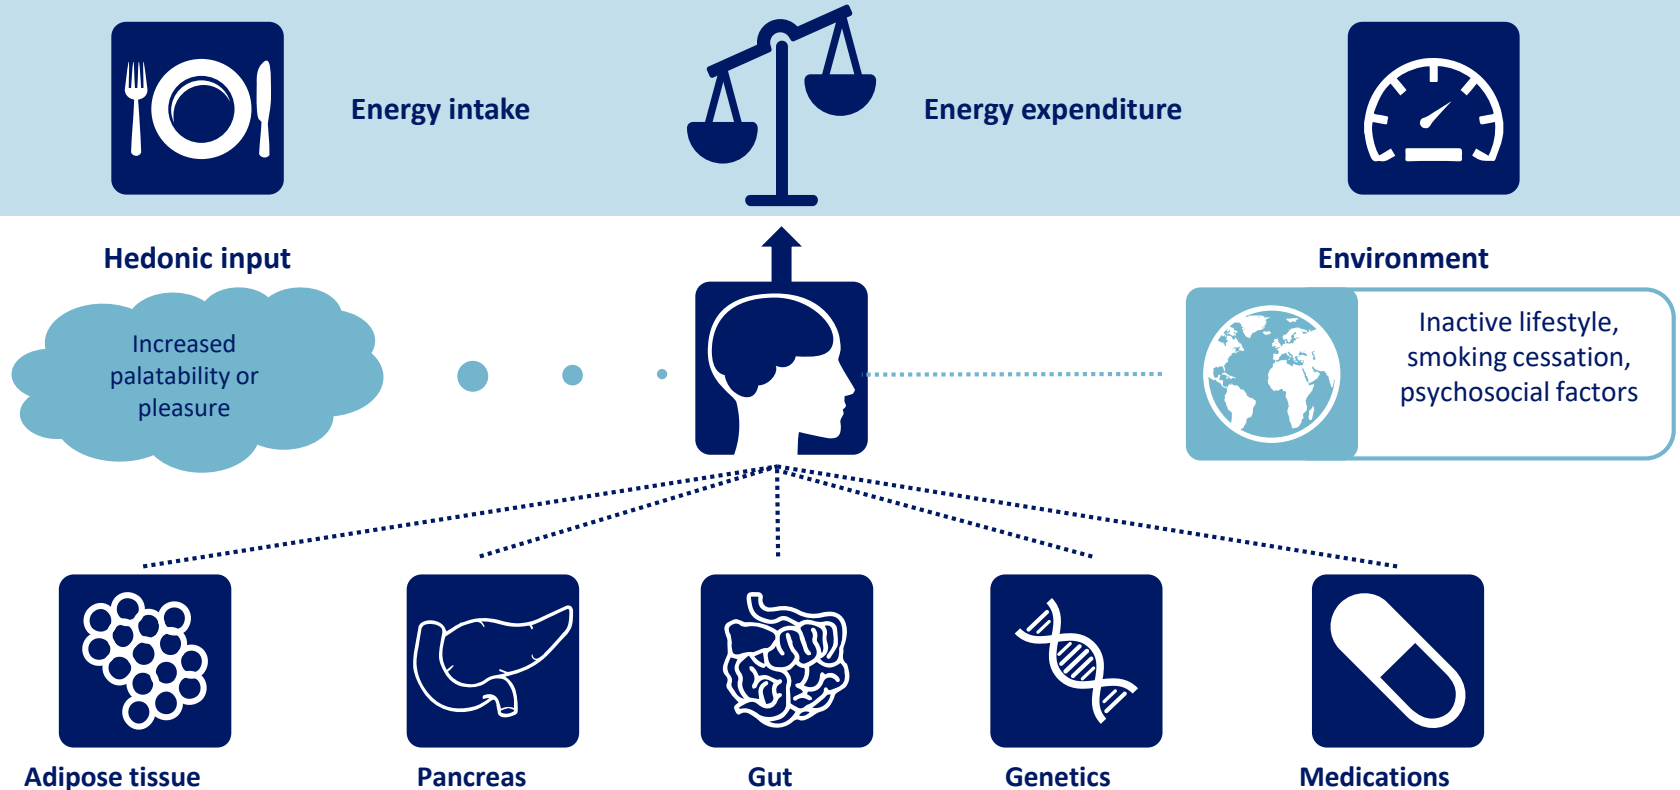 Energy intake
Energy expenditure
Hedonic input
Environment
Increased
palatability or
pleasure
Inactive lifestyle,
smoking cessation,
psychosocial factors
Adipose tissue
Pancreas
Gut
Genetics
Medications